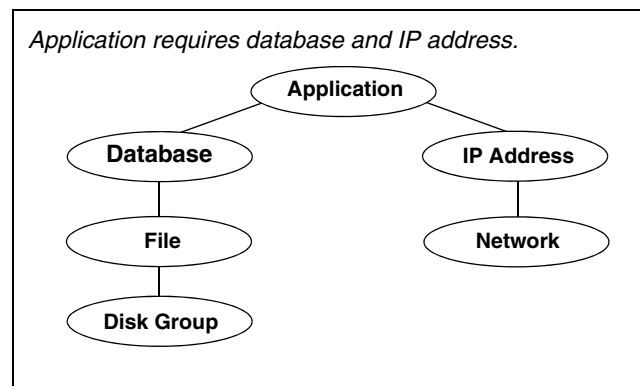 Application requires database and IP address.
Application
Database
IP Address
File
Network
Disk Group